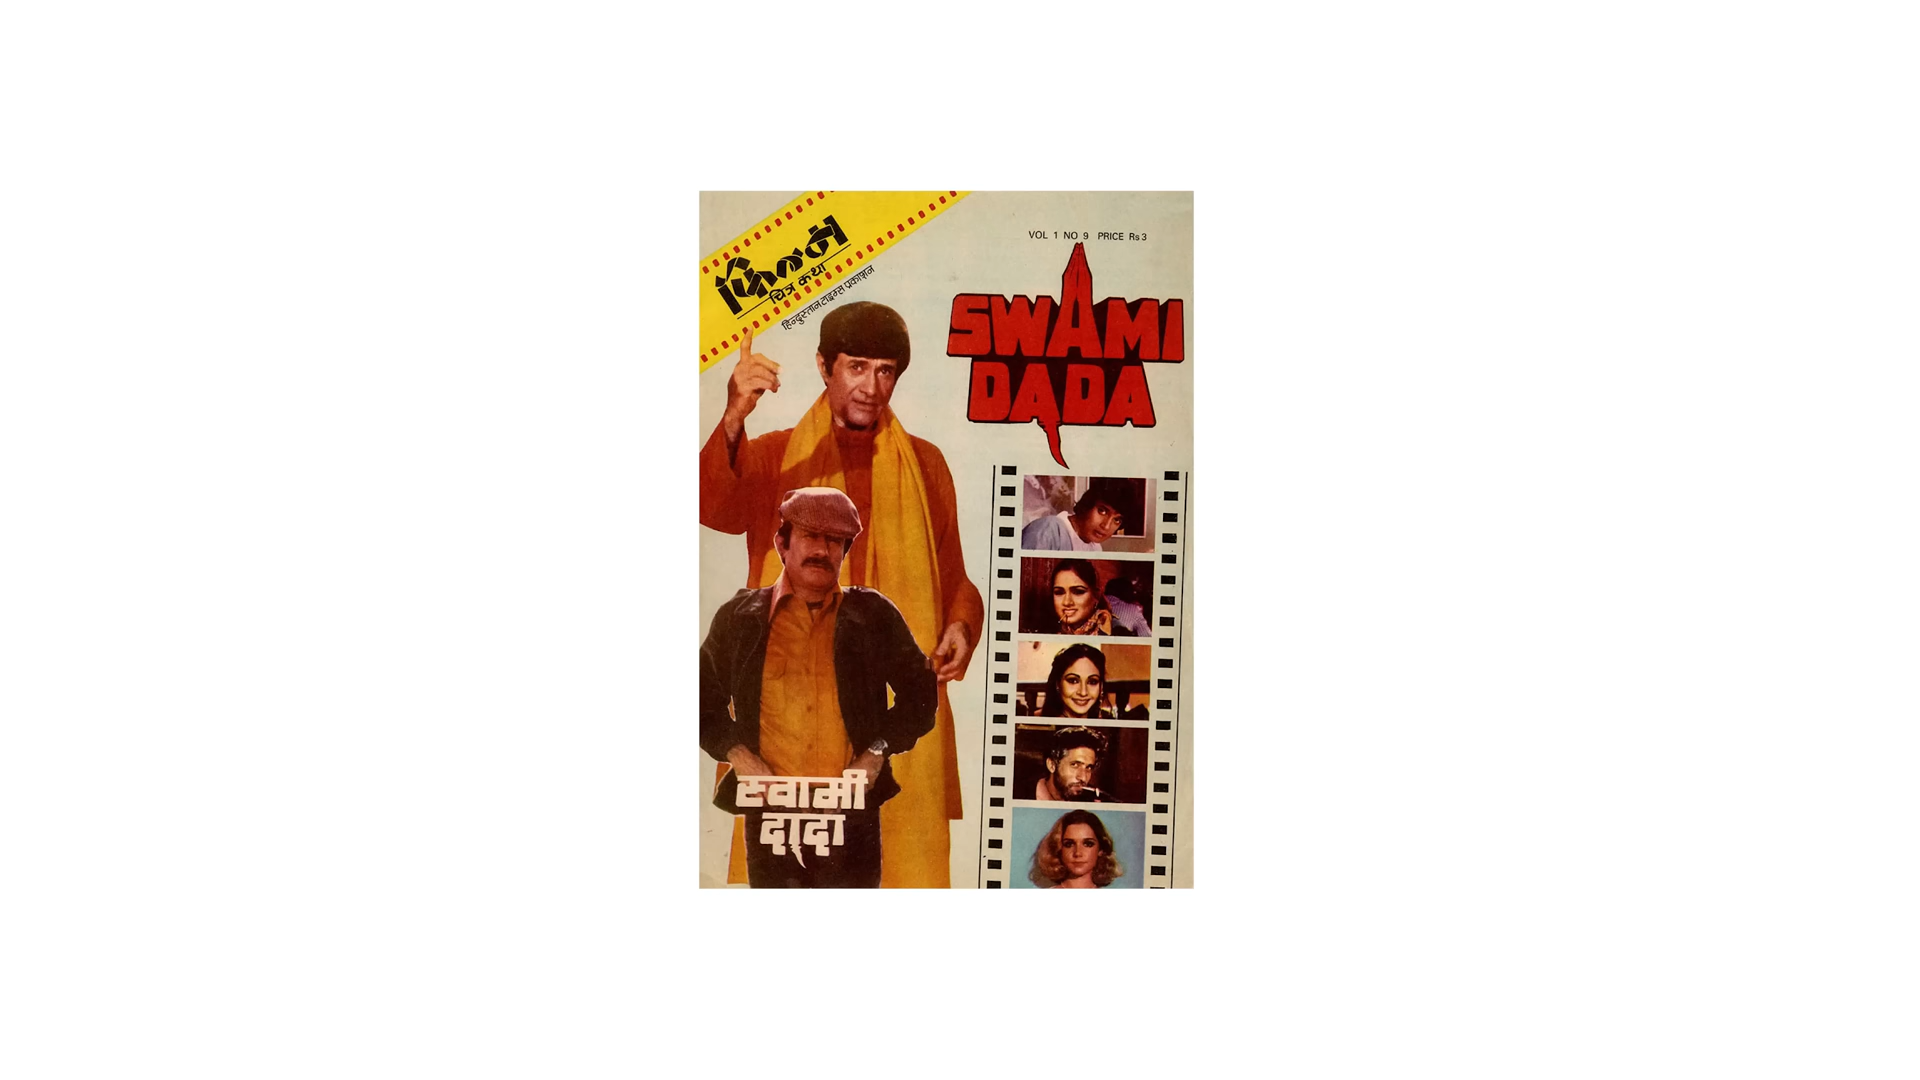 फिल्म
चित्र कथा
हिन्दुस्तान टाइम्स प्रकाशन
VOL 1 NO 9 PRICE Rs 3
SWAMI
DADA
स्वामी
दादा